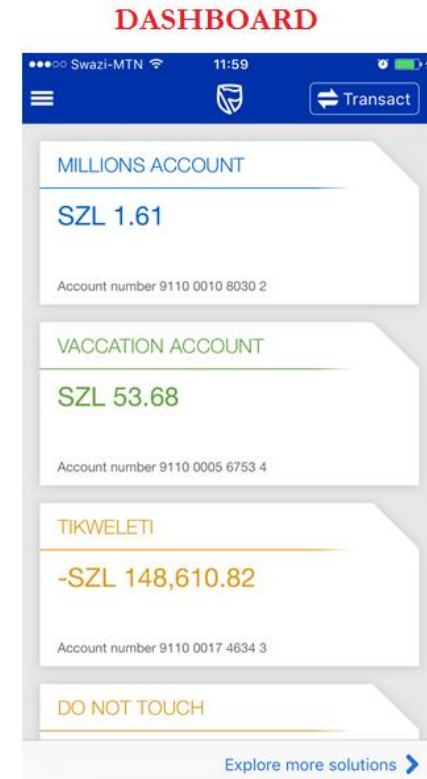 DASHBOARD
Swazi-MTN 11:59
Transact
MILLIONS ACCOUNT
SZL 1.61
Account number 9110 0010 8030 2
VACCATION ACCOUNT
SZL 53.68
Account number 9110 0005 6753 4
TIKWELETI
-SZL 148,610.82
Account number 9110 0017 4634 3
DO NOT TOUCH
Explore more solutions